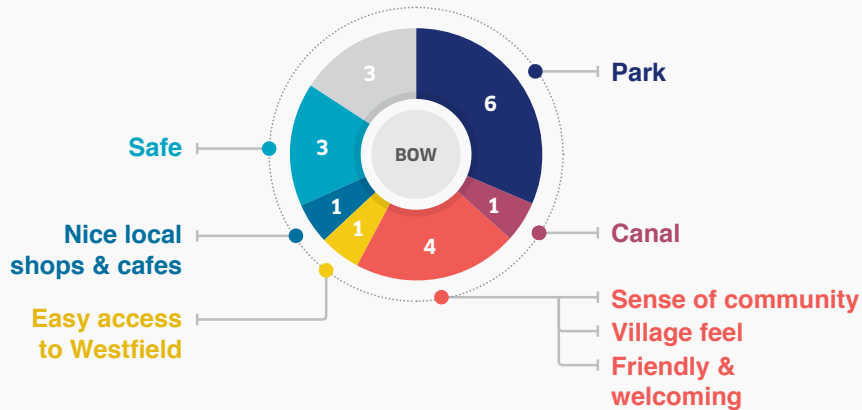 3
6
Park
Safe
3
BOW
1
1
Canal
Nice local
shops & cafes
1
4
Easy access
to Westfield
Sense of community
Village feel
Friendly &
welcoming